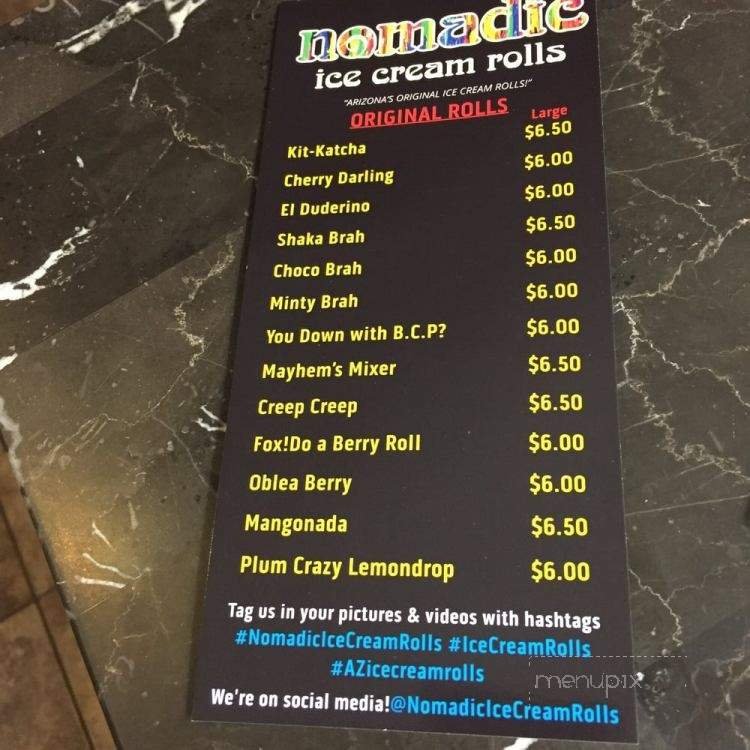 nomadic
ice cream rolls
"ARIZONA'S ORIGINAL ICE CREAM ROLLS!"
ORIGINAL ROLLS Large
Kit-Katcha $6.50
Cherry Darling $6.00
El Duderino $6.00
Shaka Brah $6.50
Choco Brah $6.00
Minty Brah $6.00
You Down with B.C.P? $6.00
Mayhem's Mixer $6.50
Creep Creep $6.50
Fox!Do a Berry Roll $6.00
Oblea Berry $6.00
Mangonada $6.50
Plum Crazy Lemondrop $6.00
Tag us in your pictures & videos with hashtags
#NomadicIceCreamRolls #IceCreamRolls
#AZicecreamrolls
menupix
We're on social media!@NomadicIceCreamRolls